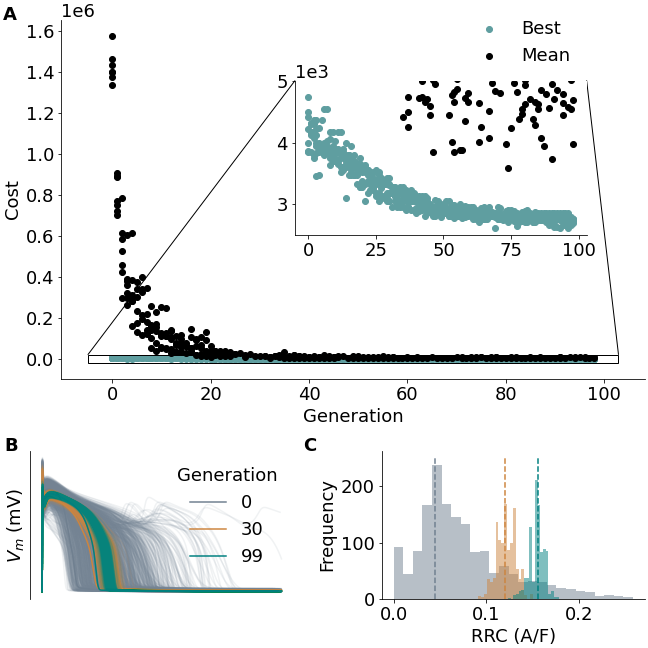 A
1e6
Best
Mean
1.6
1.4
1.2
1.0
0.8
0.6
0.4
0.2
0.0
Cost
1e3
5
4
3
0 25 50 75 100
0 20 40 60 80 100
Generation
B
V_m (mV)
Generation
0
30
99
C
Frequency
200
100
0
0.0 0.1 0.2
RRC (A/F)